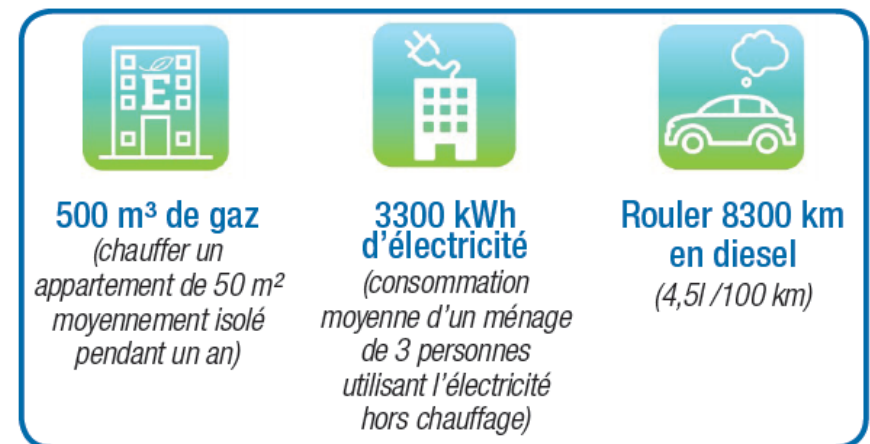 E
500 m³ de gaz
(chauffer un
appartement de 50 m²
moyennement isolé
pendant un an)
3300 kWh
d’électricité
(consommation
moyenne d’un ménage
de 3 personnes
utilisant l’électricité
hors chauffage)
Rouler 8300 km
en diesel
(4,5l /100 km)